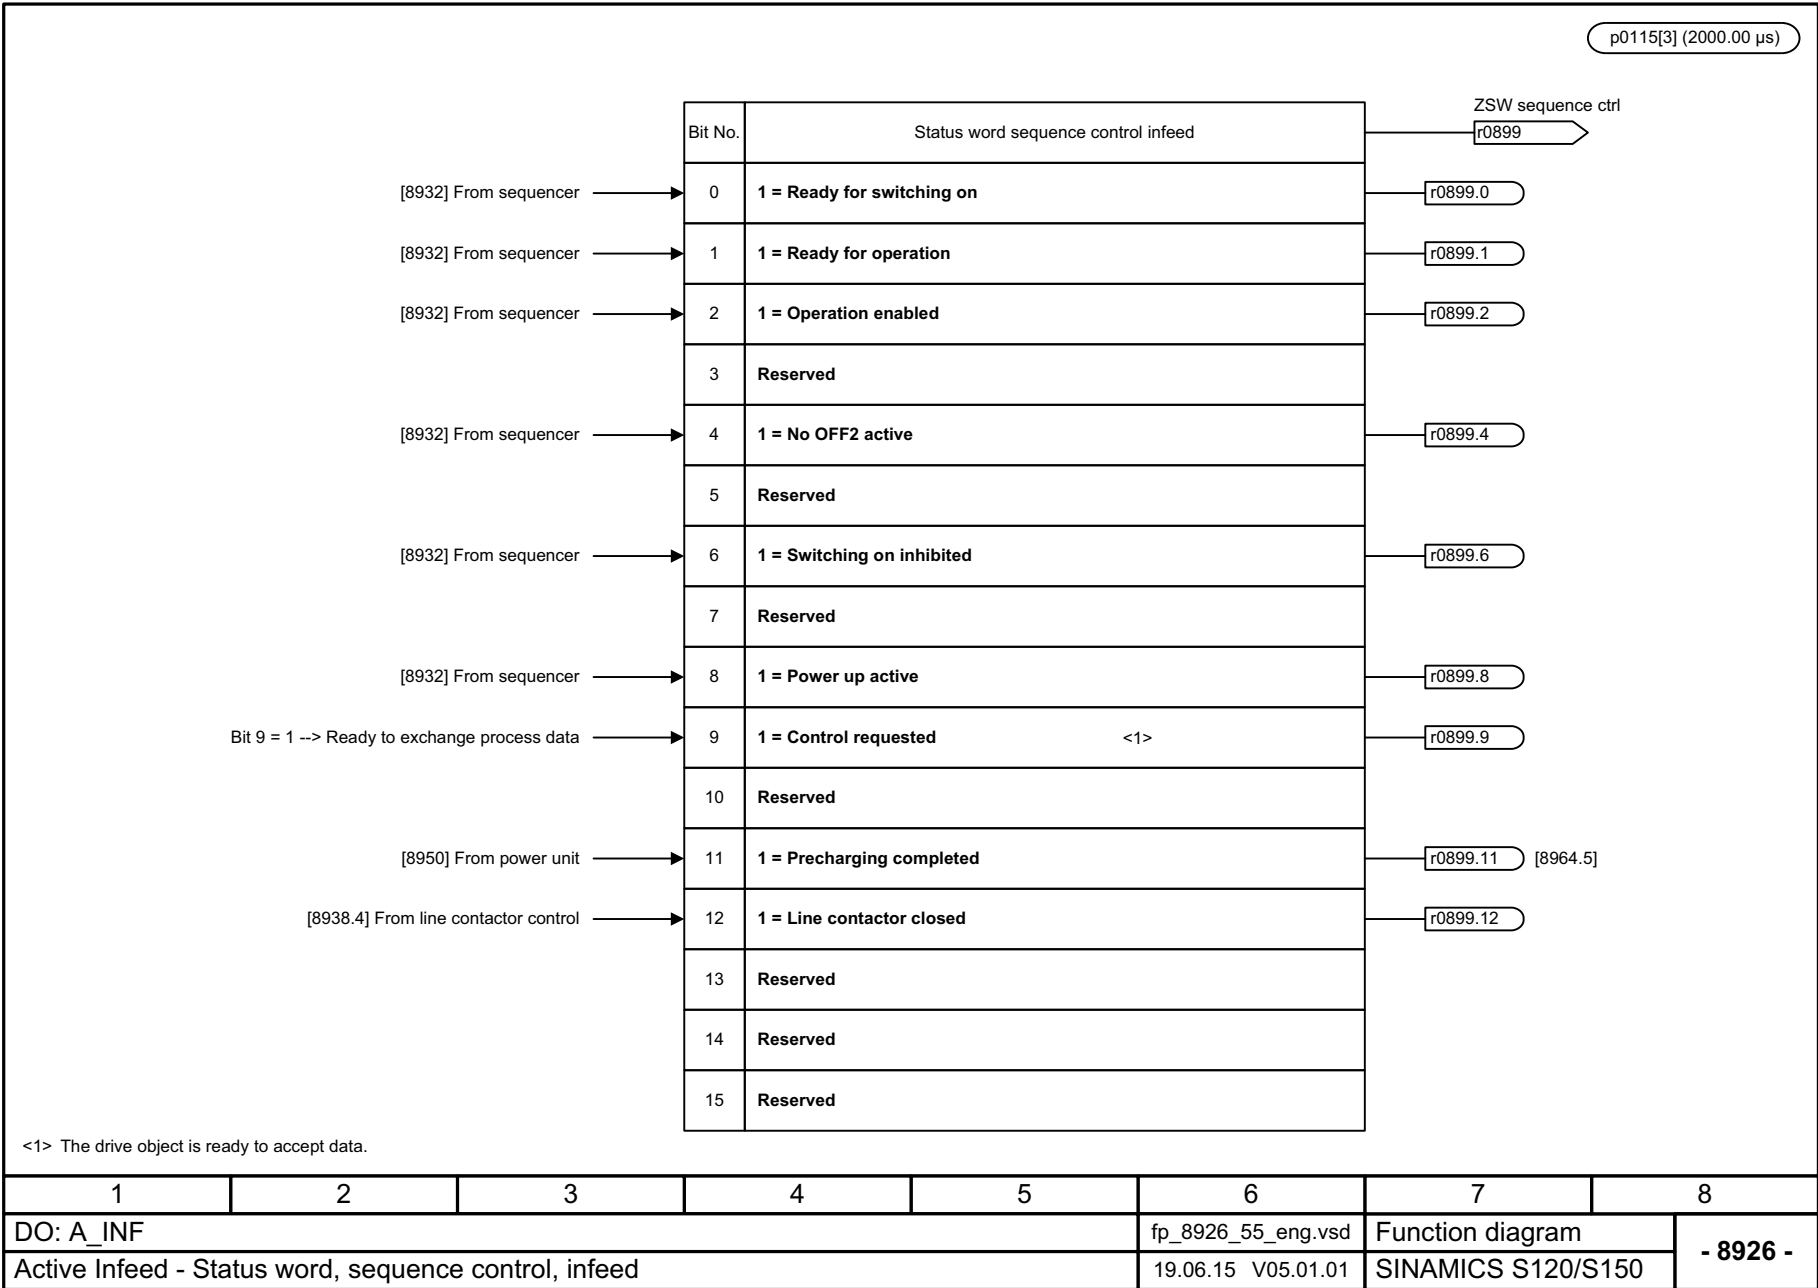 p0115[3] (2000.00 µs)
ZSW sequence ctrl
Bit No. Status word sequence control infeed r0899
[8932] From sequencer 0 1 = Ready for switching on r0899.0
[8932] From sequencer 1 1 = Ready for operation r0899.1
[8932] From sequencer 2 1 = Operation enabled r0899.2
3 Reserved
[8932] From sequencer 4 1 = No OFF2 active r0899.4
5 Reserved
[8932] From sequencer 6 1 = Switching on inhibited r0899.6
7 Reserved
[8932] From sequencer 8 1 = Power up active r0899.8
Bit 9 = 1 --> Ready to exchange process data 9 1 = Control requested <1> r0899.9
10 Reserved
[8950] From power unit 11 1 = Precharging completed r0899.11 [8964.5]
[8938.4] From line contactor control 12 1 = Line contactor closed r0899.12
13 Reserved
14 Reserved
15 Reserved
<1> The drive object is ready to accept data.
1 2 3 4 5 6 7 8
DO: A_INF fp_8926_55_eng.vsd Function diagram
- 8926 -
Active Infeed - Status word, sequence control, infeed 19.06.15 V05.01.01 SINAMICS S120/S150